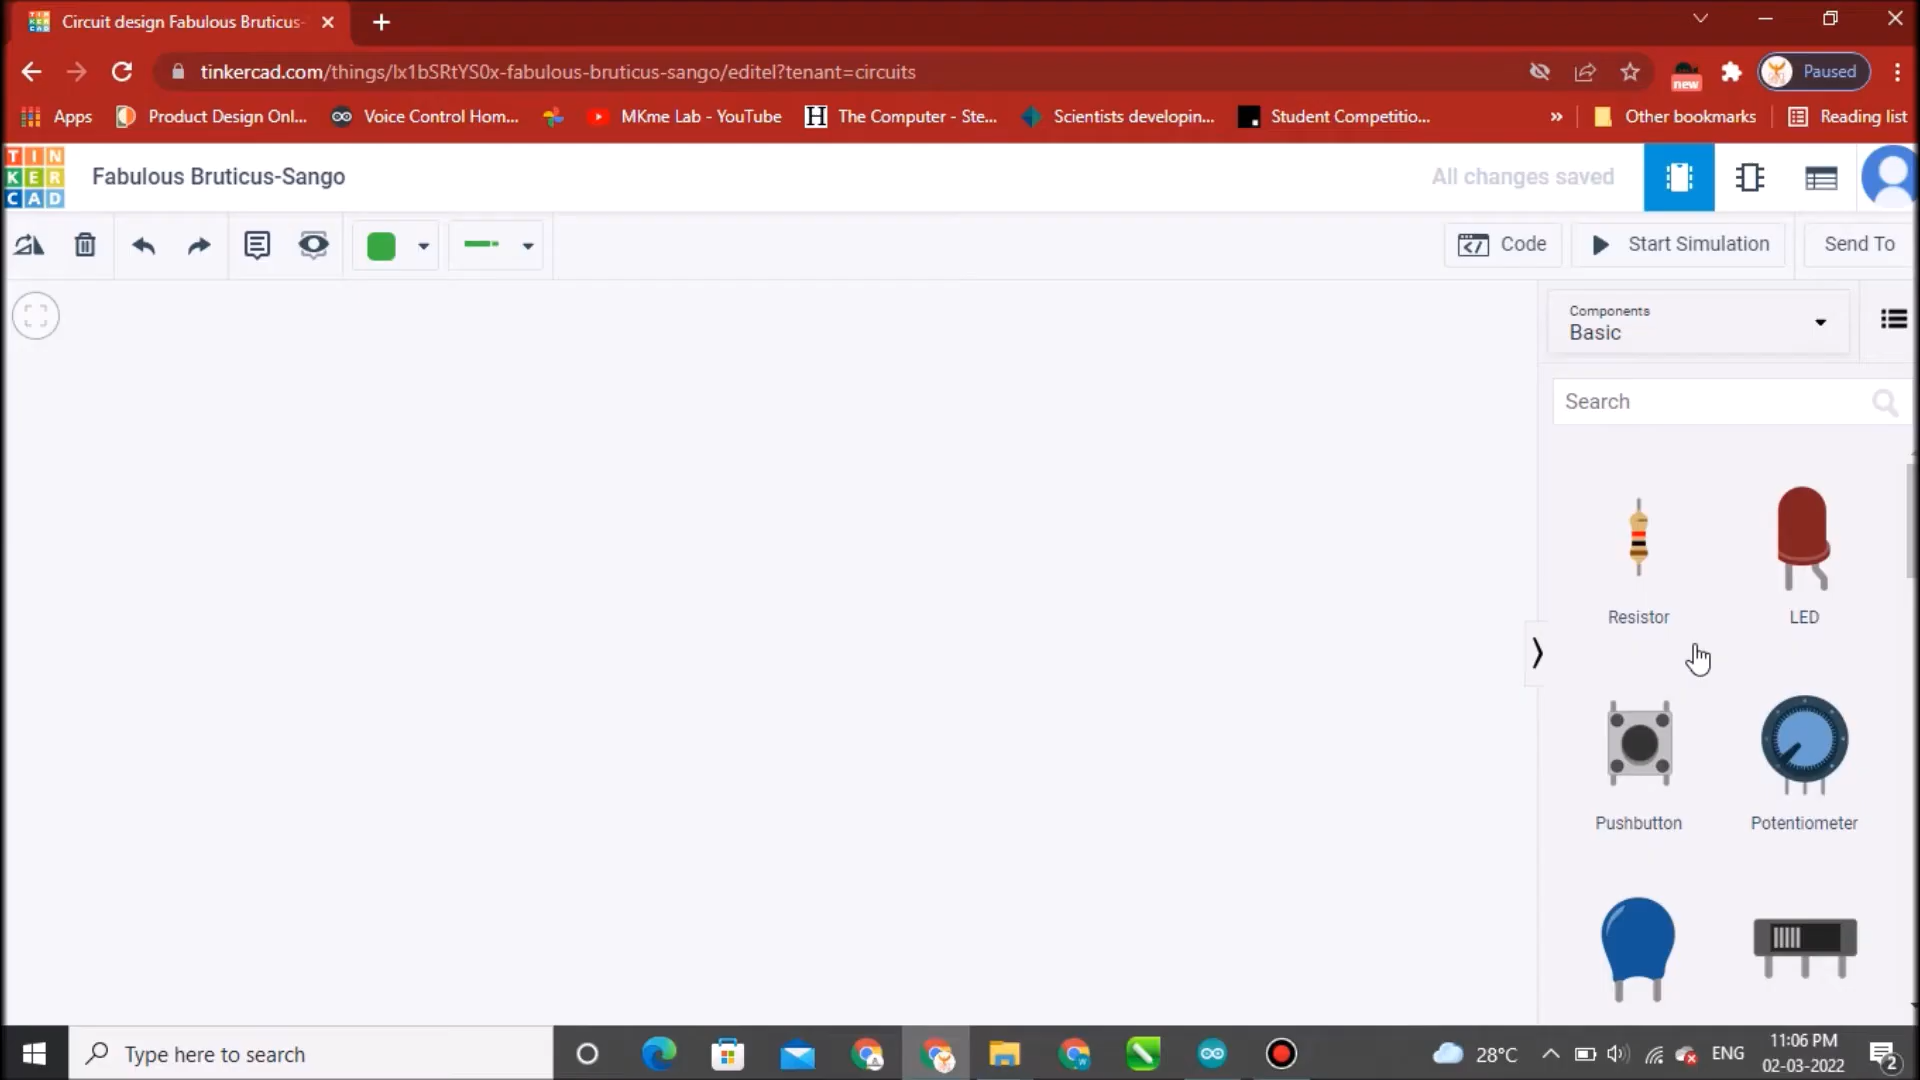 Circuit design Fabulous Bruticus-
tinkercad.com/things/lx1bSRtYS0x-fabulous-bruticus-sango/editel?tenant=circuits
new
Paused
Apps
Product Design Onl...
Voice Control Hom...
MKme Lab - YouTube
H
The Computer - Ste...
Scientists developin...
Student Competitio...
»
Other bookmarks
Reading list
TIN
KER
CAD
Fabulous Bruticus-Sango
All changes saved
Code
Start Simulation
Send To
Components
Basic
Search
Resistor
LED
Pushbutton
Potentiometer
Type here to search
28°C
ENG
11:06 PM
02-03-2022
2